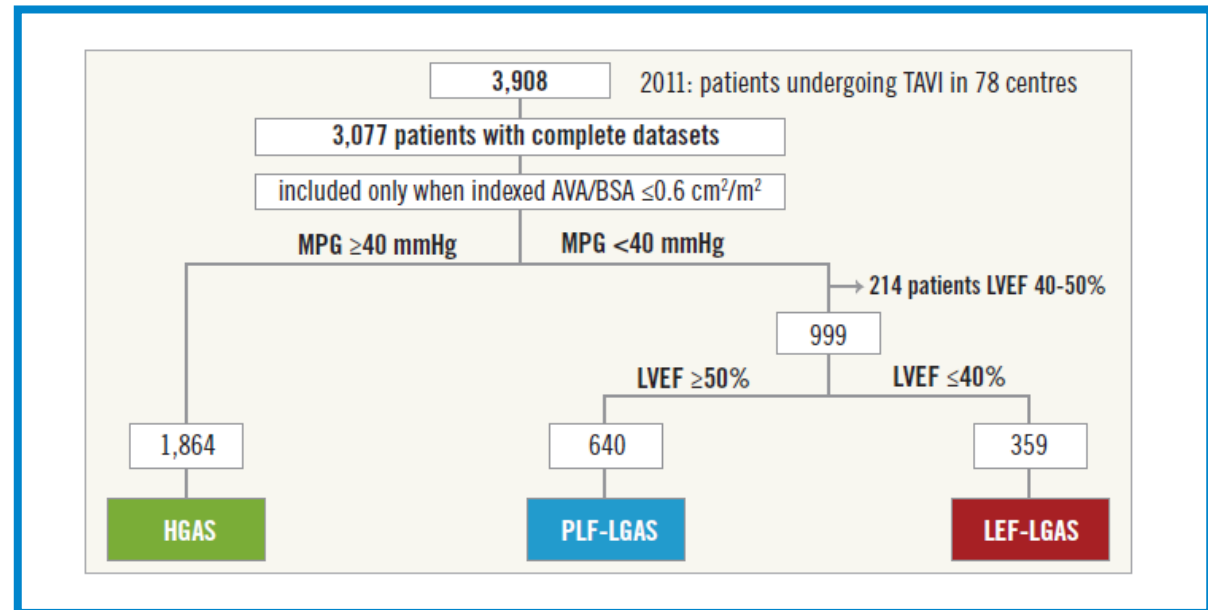 3,908
2011: patients undergoing TAVI in 78 centres
3,077 patients with complete datasets
included only when indexed AVA/BSA ≤0.6 cm²/m²
MPG ≥40 mmHg
MPG <40 mmHg
214 patients LVEF 40-50%
999
LVEF ≥50%
LVEF ≤40%
1,864
640
359
HGAS
PLF-LGAS
LEF-LGAS